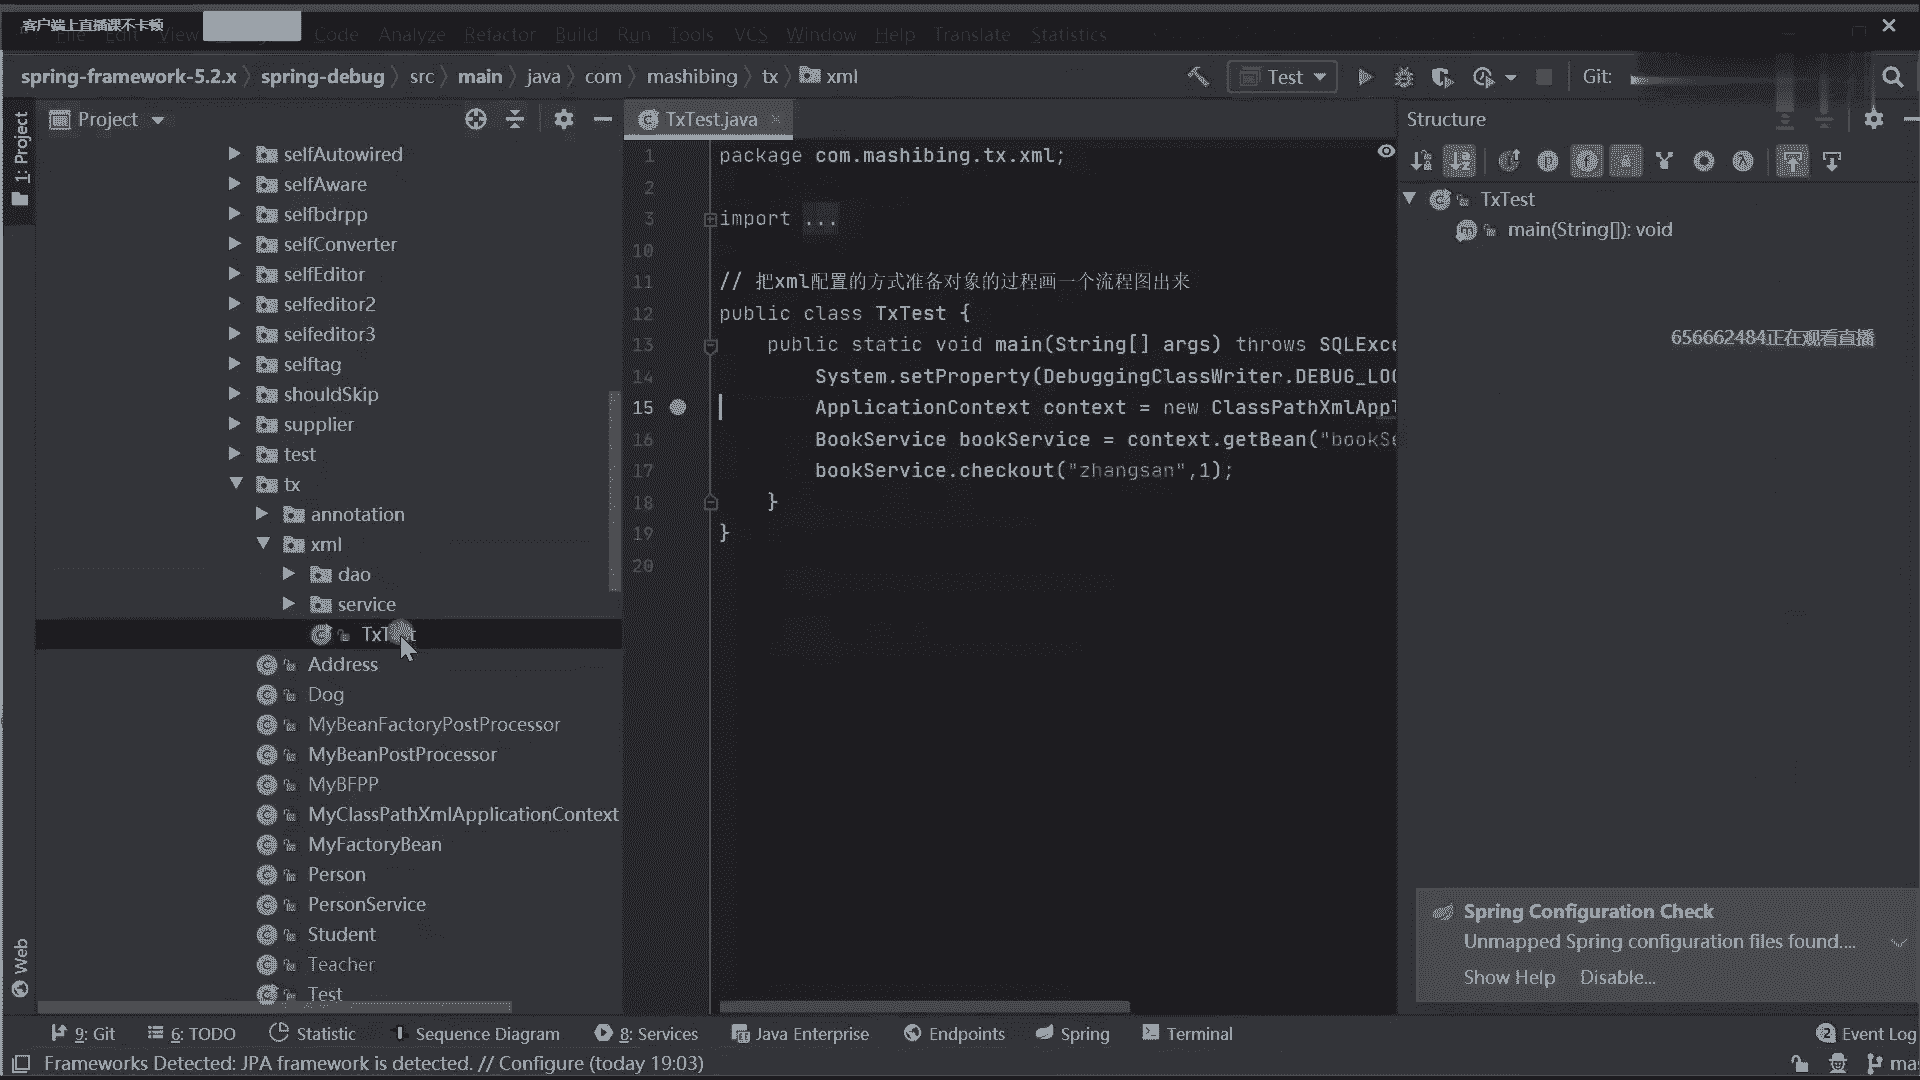 客户端上直播课不卡顿
File Edit View Code Analyze Refactor Build Run Tools VCS Window Help Translate Statistics
spring-framework-5.2.x spring-debug src main java com mashibing tx xml Test Git:
1: Project
Project
TxTest.java
Structure
selfAutowired
selfAware
selfbdrpp
selfConverter
selfEditor
selfeditor2
selfeditor3
selftag
shouldSkip
supplier
test
tx
annotation
xml
dao
service
Address
Dog
MyBeanFactoryPostProcessor
MyBeanPostProcessor
MyBFPP
MyClassPathXmlApplicationContext
MyFactoryBean
Person
PersonService
Student
Teacher
Test
Web
1 package com.mashibing.tx.xml;
2
3 import ...
10
11 // 把xml配置的方式准备对象的过程画一个流程图出来
12 public class TxTest {
13 public static void main(String[] args) throws SQLExce
14 System.setProperty(DebuggingClassWriter.DEBUG_LOC
15 ApplicationContext context = new ClassPathXmlAppl
16 BookService bookService = context.getBean("bookSe
17 bookService.checkout("zhangsan",1);
18 }
19 }
20
TxTest
main(String[]): void
656662484正在观看直播
Spring Configuration Check
Unmapped Spring configuration files found....
Show Help Disable...
9: Git 6: TODO Statistic Sequence Diagram 8: Services Java Enterprise Endpoints Spring Terminal 2 Event Log
Frameworks Detected: JPA framework is detected. // Configure (today 19:03) mas